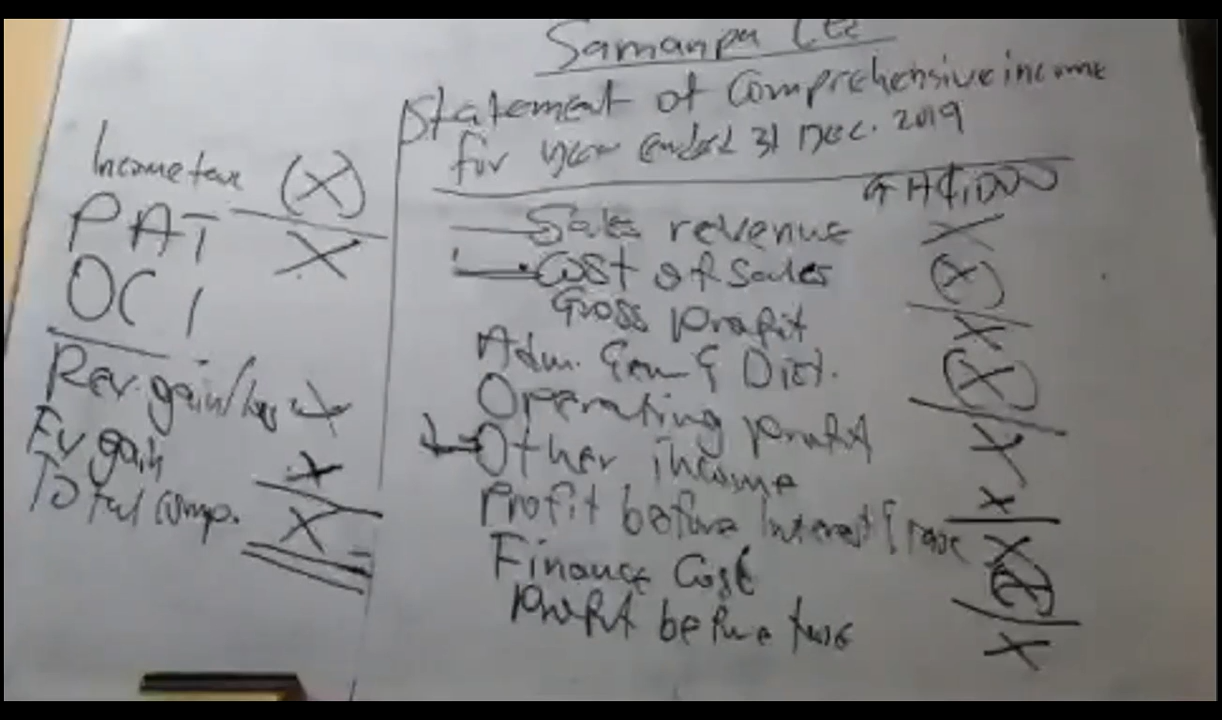 Samanpa Ltd
Statement of Comprehensive income
for year ended 31 Dec. 2019
GH¢1,000
Sales revenue X
Cost of Sales (X)
Gross profit X
Adm. Gen & Dist. (X)
Operating profit X
Other income X
Profit before interest & tax X
Finance Cost (X)
Profit before tax X
Income tax (X)
PAT X
OCI
Rev. gain/loss X
FV gain X
Total comp. X